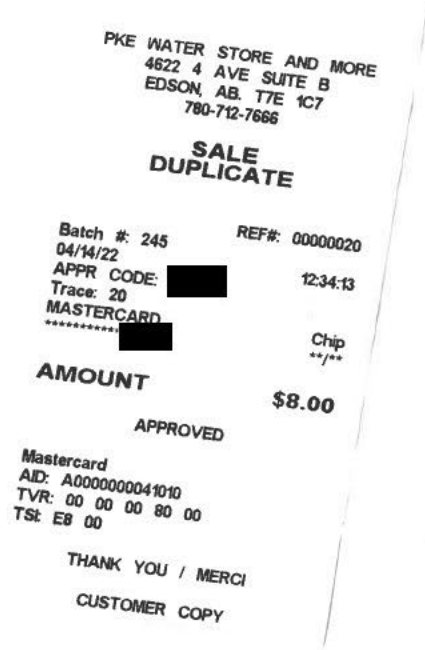 PKE WATER STORE AND MORE
4622 4 AVE SUITE B
EDSON, AB. T7E 1C7
780-712-7666
SALE
DUPLICATE
Batch #: 245 REF#: 00000020
04/14/22 12:34:13
APPR CODE:
Trace: 20
MASTERCARD Chip
*********** **/**
AMOUNT $8.00
APPROVED
Mastercard
AID: A0000000041010
TVR: 00 00 00 80 00
TSI: E8 00
THANK YOU / MERCI
CUSTOMER COPY